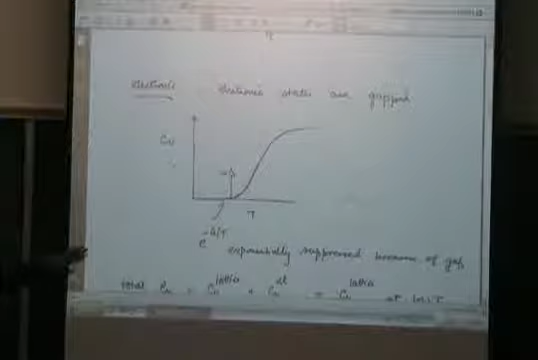 electronic states are gapped
Cv
T
e^-Δ/T
exponentially suppressed because of gap
total Cv = Cv^lattice + Cv^el = Cv^lattice at low T